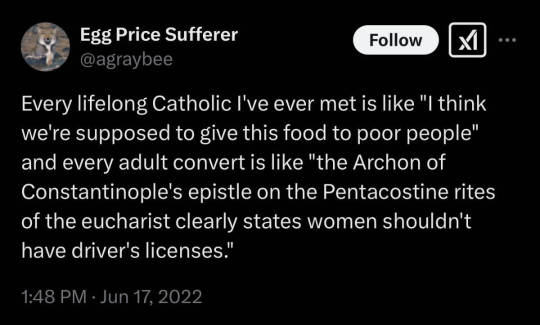 Egg Price Sufferer
@agraybee
Follow
Every lifelong Catholic I've ever met is like "I think
we're supposed to give this food to poor people"
and every adult convert is like "the Archon of
Constantinople's epistle on the Pentacostine rites
of the eucharist clearly states women shouldn't
have driver's licenses."
1:48 PM · Jun 17, 2022